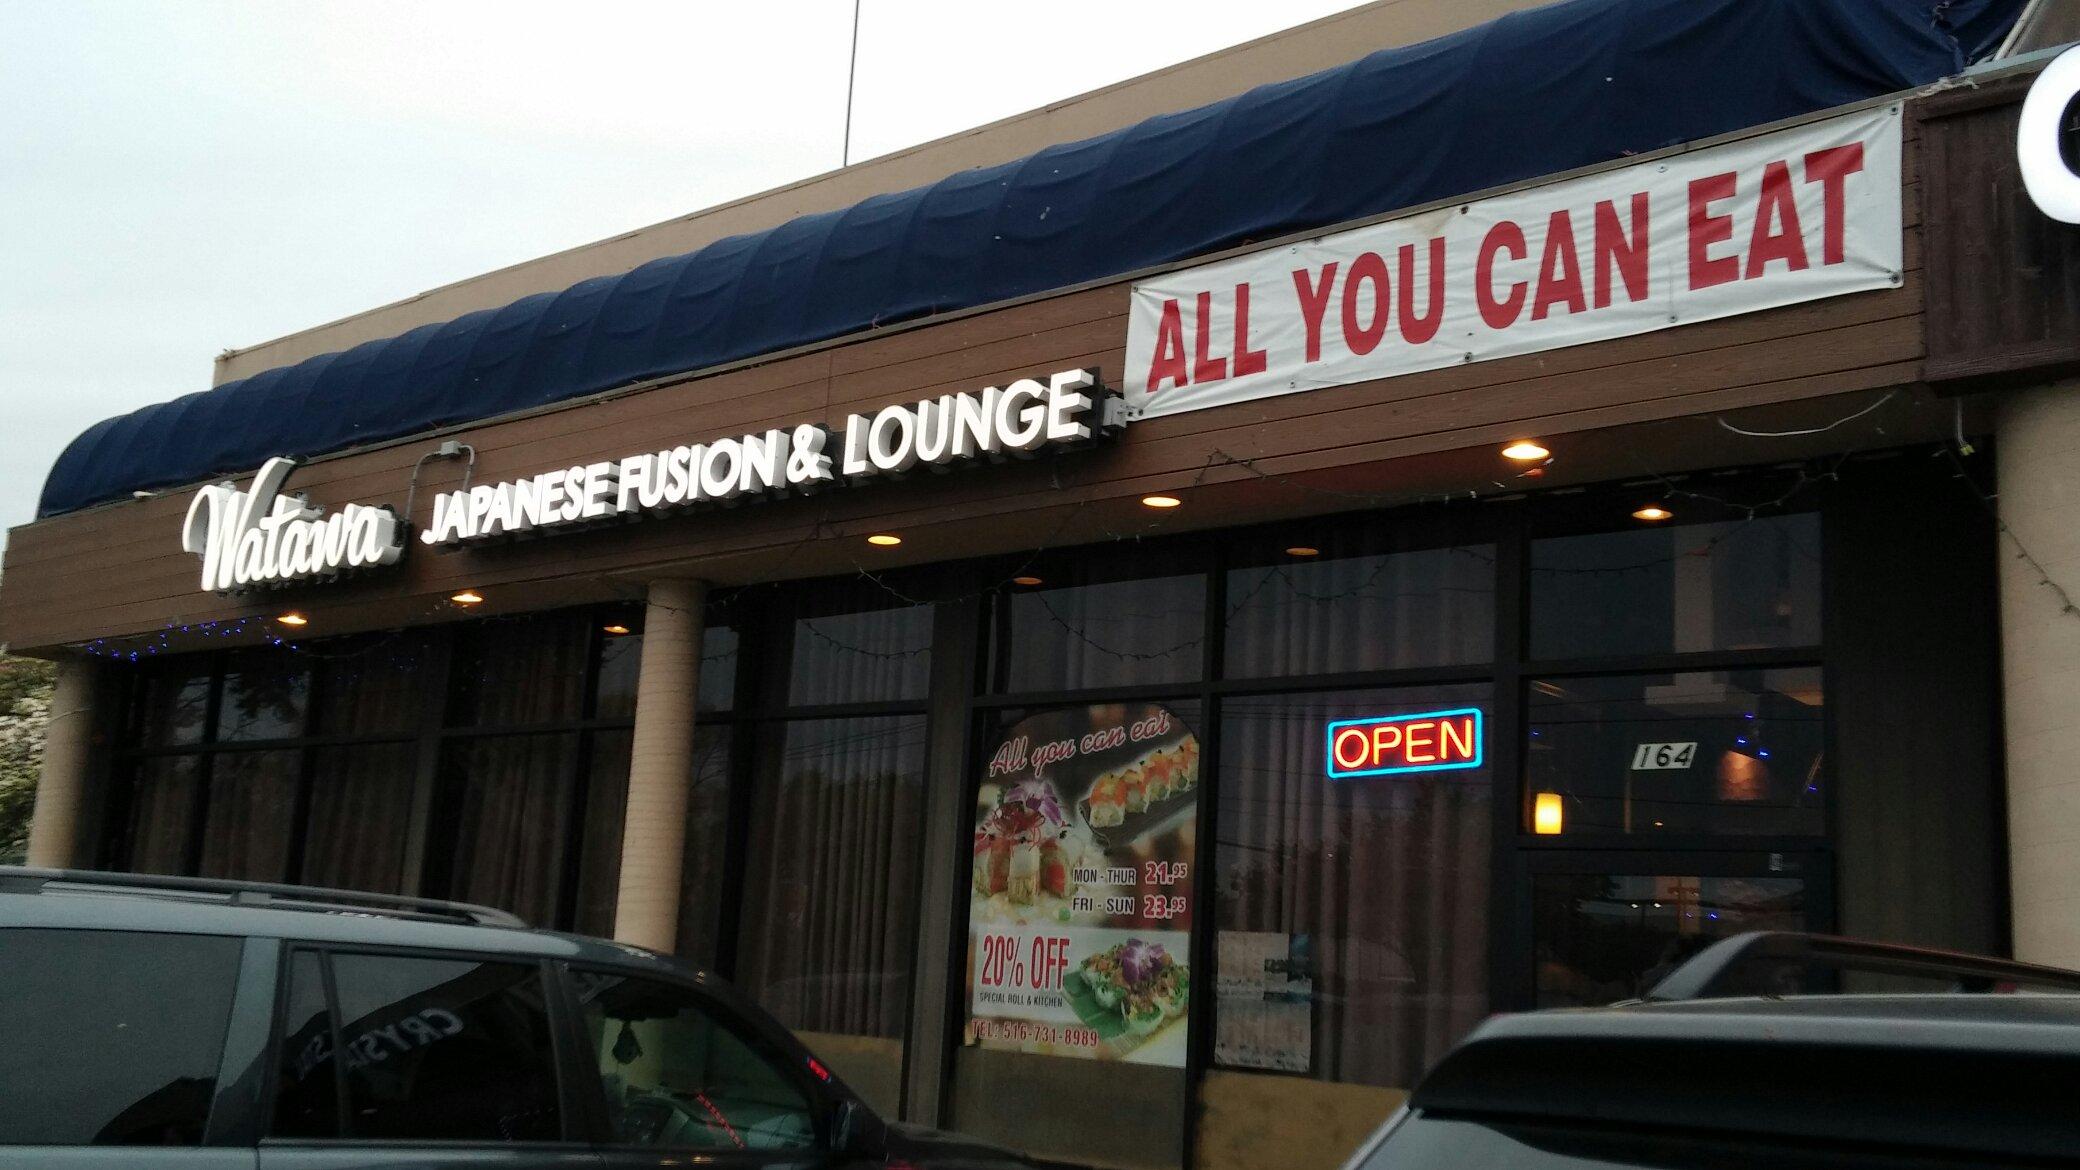 Watawa JAPANESE FUSION & LOUNGE
ALL YOU CAN EAT
All you can eat
MON - THUR 21.95
FRI - SUN 23.95
20% OFF
SPECIAL ROLL & KITCHEN
TEL: 516-731-8989
OPEN
164